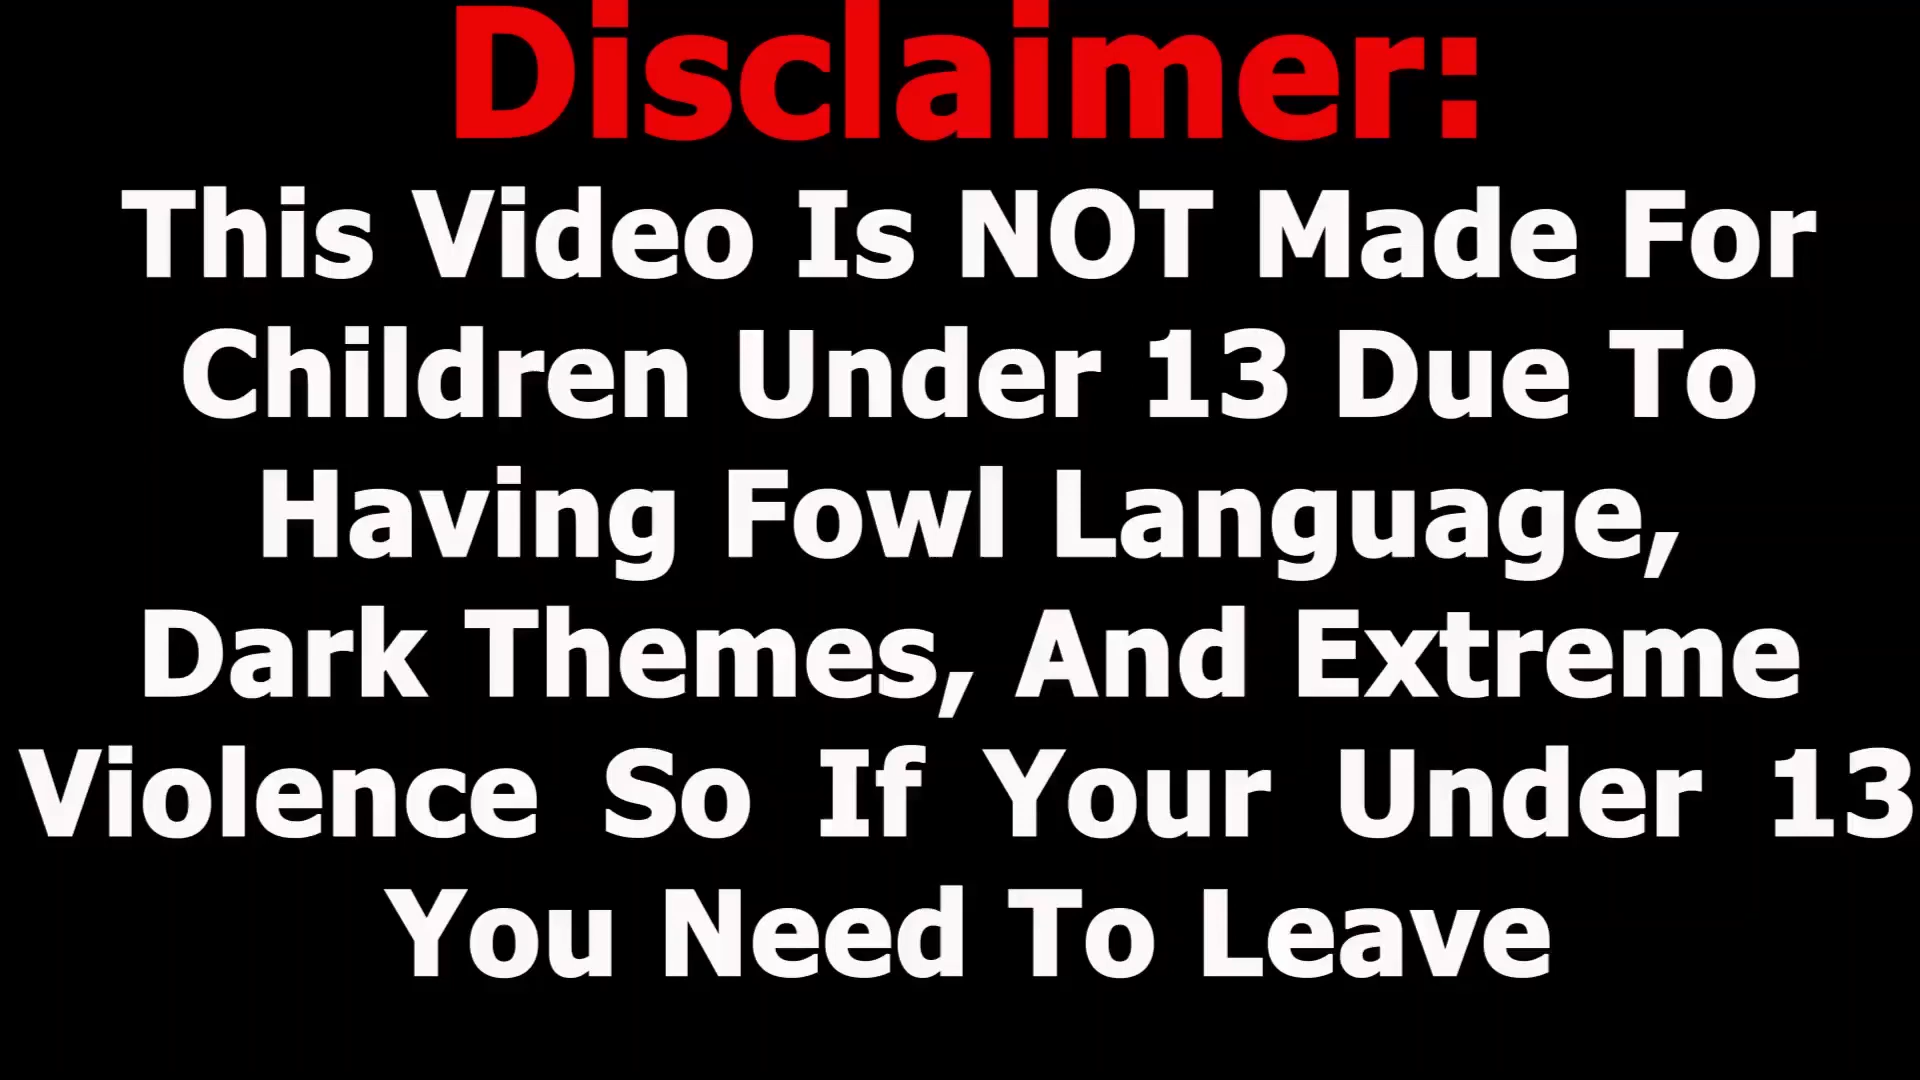 Disclaimer:
This Video Is NOT Made For
Children Under 13 Due To
Having Fowl Language,
Dark Themes, And Extreme
Violence So If Your Under 13
You Need To Leave